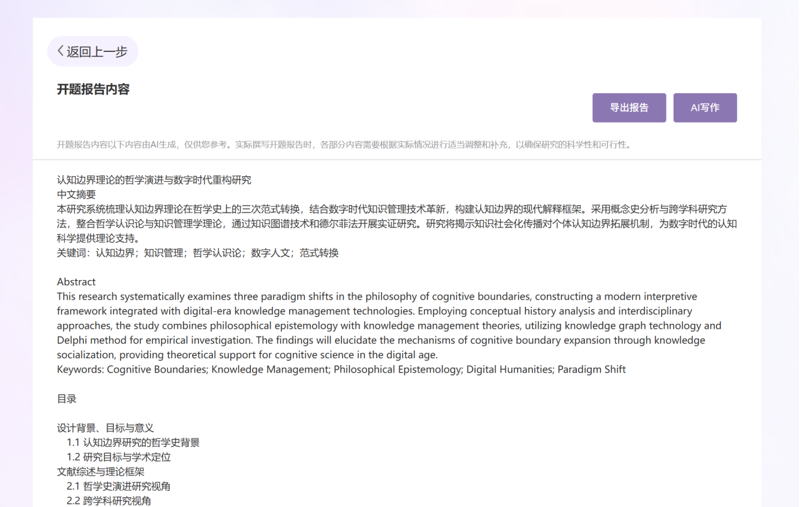 返回上一步
开题报告内容
导出报告
AI写作
开题报告内容以下内容由AI生成，仅供您参考。实际撰写开题报告时，各部分内容需要根据实际情况进行适当调整和补充，以确保研究的科学性和可行性。
认知边界理论的哲学演进与数字时代重构研究
中文摘要
本研究系统梳理认知边界理论在哲学史上的三次范式转换，结合数字时代知识管理技术革新，构建认知边界的现代解释框架。采用概念史分析与跨学科研究方
法，整合哲学认识论与知识管理学理论，通过知识图谱技术和德尔菲法开展实证研究。研究将揭示知识社会化传播对个体认知边界拓展机制，为数字时代的认知
科学提供理论支持。
关键词：认知边界；知识管理；哲学认识论；数字人文；范式转换
Abstract
This research systematically examines three paradigm shifts in the philosophy of cognitive boundaries, constructing a modern interpretive
framework integrated with digital-era knowledge management technologies. Employing conceptual history analysis and interdisciplinary
approaches, the study combines philosophical epistemology with knowledge management theories, utilizing knowledge graph technology and
Delphi method for empirical investigation. The findings will elucidate the mechanisms of cognitive boundary expansion through knowledge
socialization, providing theoretical support for cognitive science in the digital age.
Keywords: Cognitive Boundaries; Knowledge Management; Philosophical Epistemology; Digital Humanities; Paradigm Shift
目录
设计背景、目标与意义
1.1 认知边界研究的哲学史背景
1.2 研究目标与学术定位
文献综述与理论框架
2.1 哲学史演进研究视角
2.2 跨学科研究视角